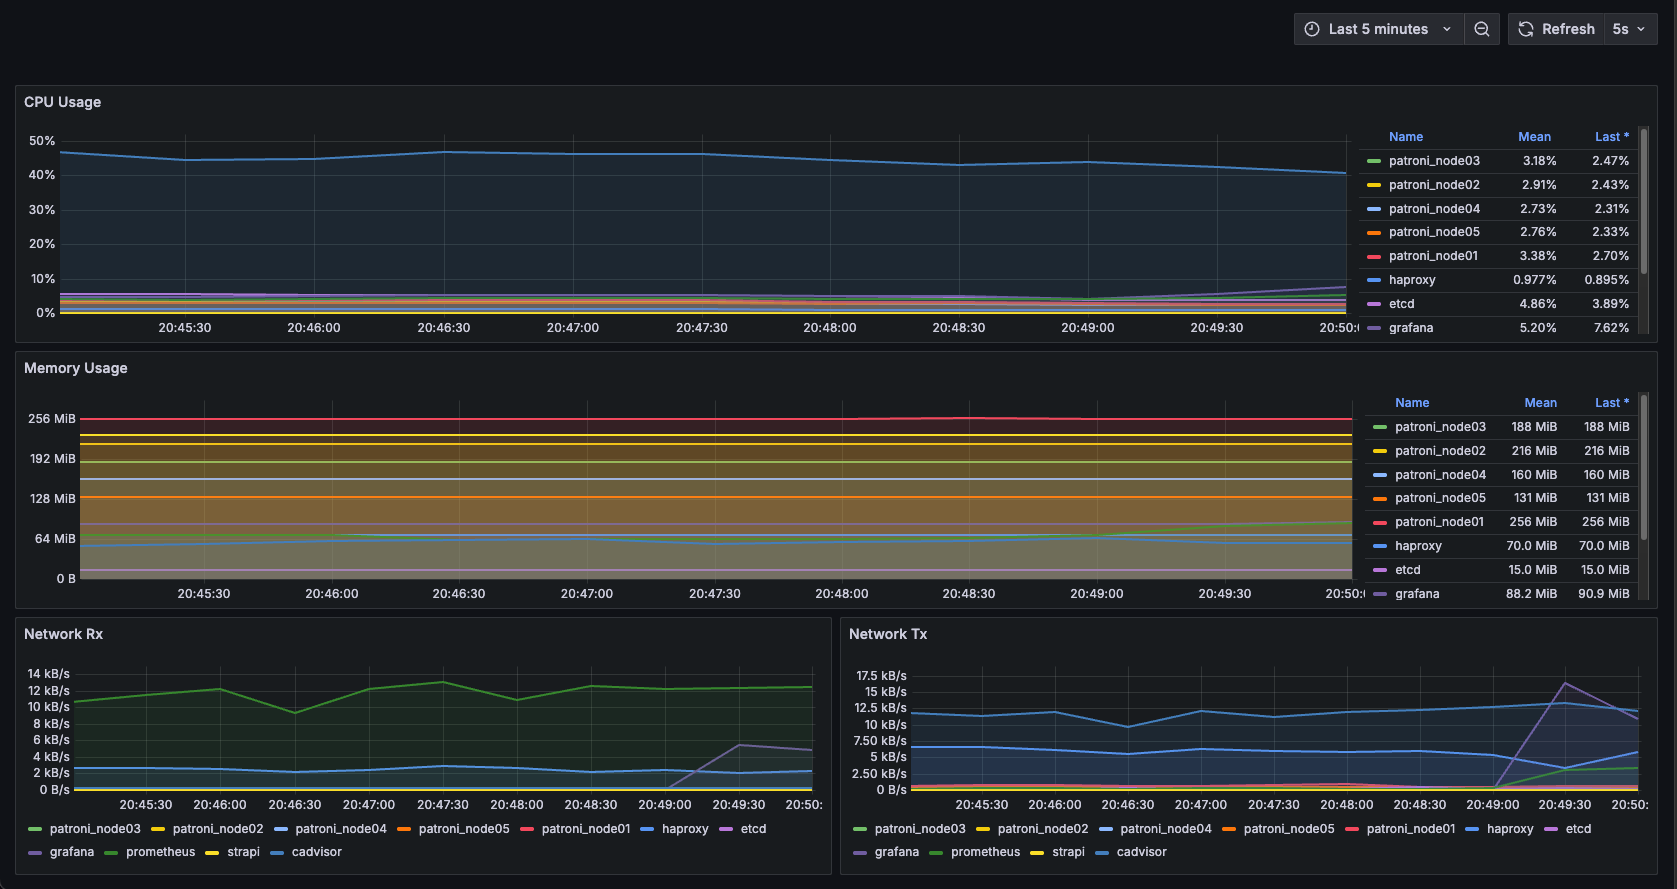 Last 5 minutes Refresh 5s
CPU Usage
50%
40%
30%
20%
10%
0%
20:45:30 20:46:00 20:46:30 20:47:00 20:47:30 20:48:00 20:48:30 20:49:00 20:49:30 20:50:
Name Mean Last *
patroni_node03 3.18% 2.47%
patroni_node02 2.91% 2.43%
patroni_node04 2.73% 2.31%
patroni_node05 2.76% 2.33%
patroni_node01 3.38% 2.70%
haproxy 0.977% 0.895%
etcd 4.86% 3.89%
grafana 5.20% 7.62%
Memory Usage
256 MiB
192 MiB
128 MiB
64 MiB
0 B
20:45:30 20:46:00 20:46:30 20:47:00 20:47:30 20:48:00 20:48:30 20:49:00 20:49:30 20:50:
Name Mean Last *
patroni_node03 188 MiB 188 MiB
patroni_node02 216 MiB 216 MiB
patroni_node04 160 MiB 160 MiB
patroni_node05 131 MiB 131 MiB
patroni_node01 256 MiB 256 MiB
haproxy 70.0 MiB 70.0 MiB
etcd 15.0 MiB 15.0 MiB
grafana 88.2 MiB 90.9 MiB
Network Rx
14 kB/s
12 kB/s
10 kB/s
8 kB/s
6 kB/s
4 kB/s
2 kB/s
0 B/s
20:45:30 20:46:00 20:46:30 20:47:00 20:47:30 20:48:00 20:48:30 20:49:00 20:49:30 20:50:
patroni_node03 patroni_node02 patroni_node04 patroni_node05 patroni_node01 haproxy etcd
grafana prometheus strapi cadvisor
Network Tx
17.5 kB/s
15 kB/s
12.5 kB/s
10 kB/s
7.50 kB/s
5 kB/s
2.50 kB/s
0 B/s
20:45:30 20:46:00 20:46:30 20:47:00 20:47:30 20:48:00 20:48:30 20:49:00 20:49:30 20:50:
patroni_node03 patroni_node02 patroni_node04 patroni_node05 patroni_node01 haproxy etcd
grafana prometheus strapi cadvisor